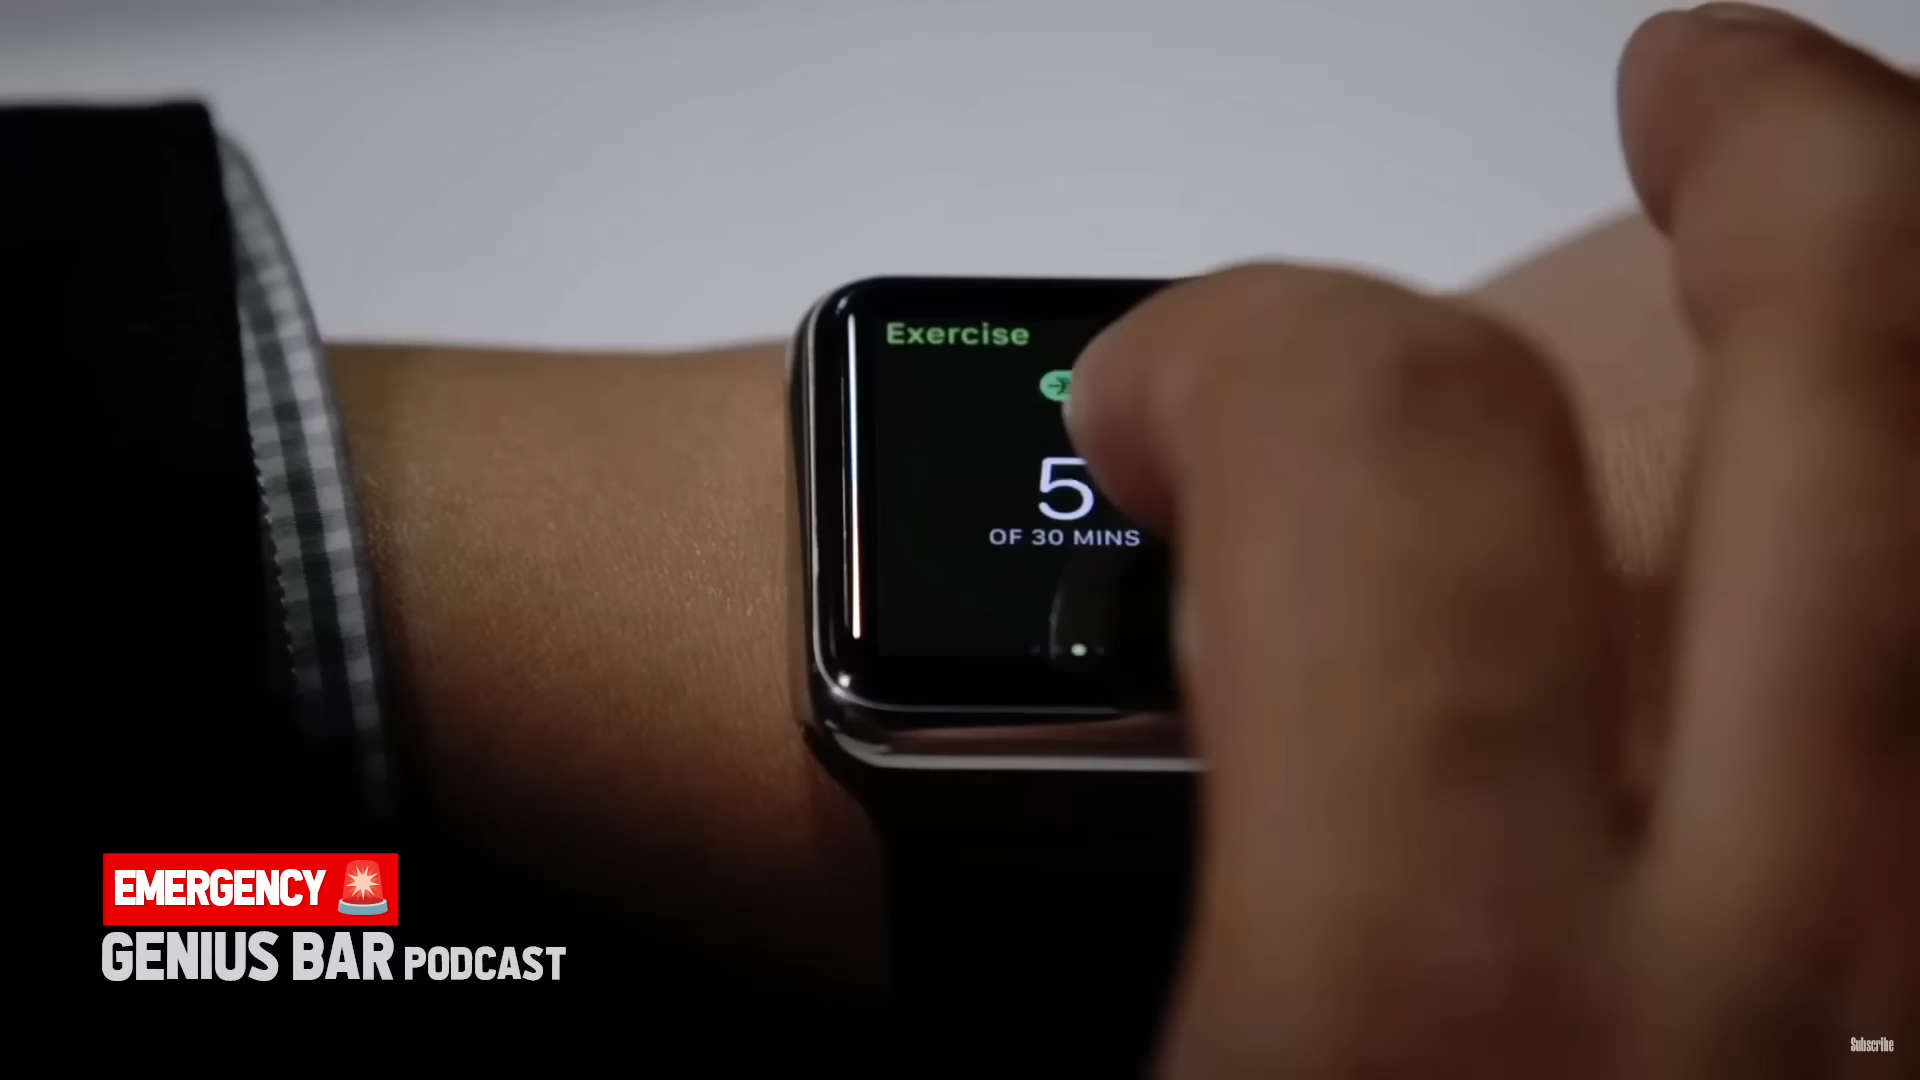 Exercise
5
OF 30 MINS
EMERGENCY
GENIUS BAR PODCAST
Subscribe